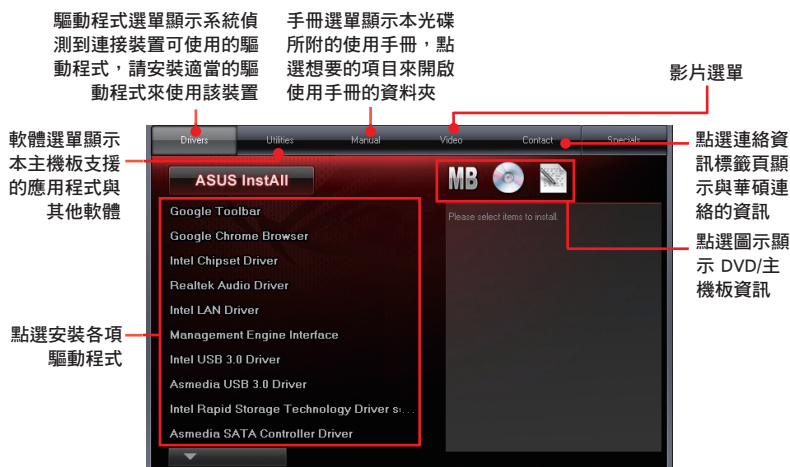 驅動程式選單顯示系統偵
測到連接裝置可使用的驅
動程式，請安裝適當的驅
動程式來使用該裝置
手冊選單顯示本光碟
所附的使用手冊，點
選想要的項目來開啟
使用手冊的資料夾
影片選單
軟體選單顯示
本主機板支援
的應用程式與
其他軟體
點選安裝各項
驅動程式
Drivers
Utilities
Manual
Video
Contact
Specials
ASUS InstAll
MB
Google Toolbar
Google Chrome Browser
Intel Chipset Driver
Realtek Audio Driver
Intel LAN Driver
Management Engine Interface
Intel USB 3.0 Driver
Asmedia USB 3.0 Driver
Intel Rapid Storage Technology Driver s...
Asmedia SATA Controller Driver
Please select items to install.
點選連絡資
訊標籤頁顯
示與華碩連
絡的資訊
點選圖示顯
示 DVD/主
機板資訊